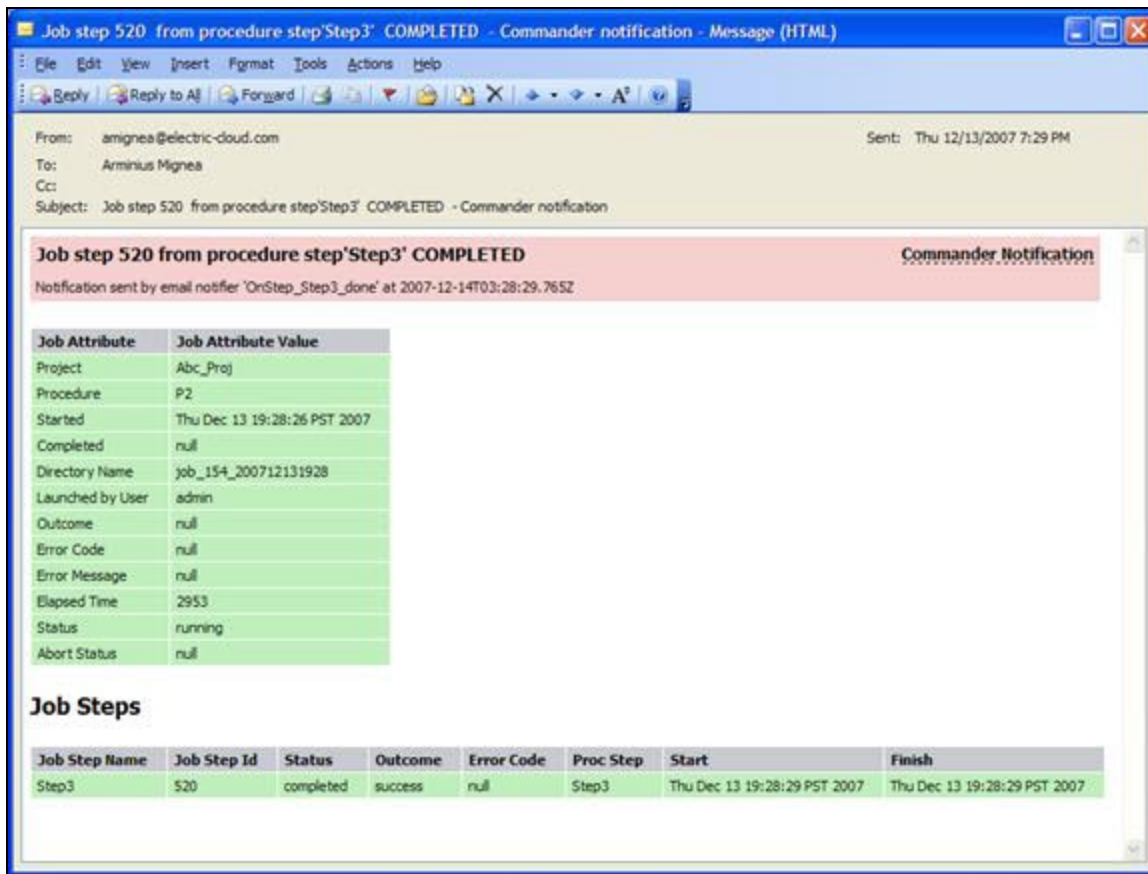 Job step 520 from procedure step'Step3' COMPLETED - Commander notification - Message (HTML)
File Edit View Insert Format Tools Actions Help
Reply Reply to All Forward
From: amignea@electric-cloud.com Sent: Thu 12/13/2007 7:29 PM
To: Arminius Mignea
Cc:
Subject: Job step 520 from procedure step'Step3' COMPLETED - Commander notification
Job step 520 from procedure step'Step3' COMPLETED Commander Notification
Notification sent by email notifier 'OnStep_Step3_done' at 2007-12-14T03:28:29.765Z
Job Attribute Job Attribute Value
Project Abc_Proj
Procedure P2
Started Thu Dec 13 19:28:26 PST 2007
Completed null
Directory Name job_154_200712131928
Launched by User admin
Outcome null
Error Code null
Error Message null
Elapsed Time 2953
Status running
Abort Status null
Job Steps
Job Step Name Job Step Id Status Outcome Error Code Proc Step Start Finish
Step3 520 completed success null Step3 Thu Dec 13 19:28:29 PST 2007 Thu Dec 13 19:28:29 PST 2007